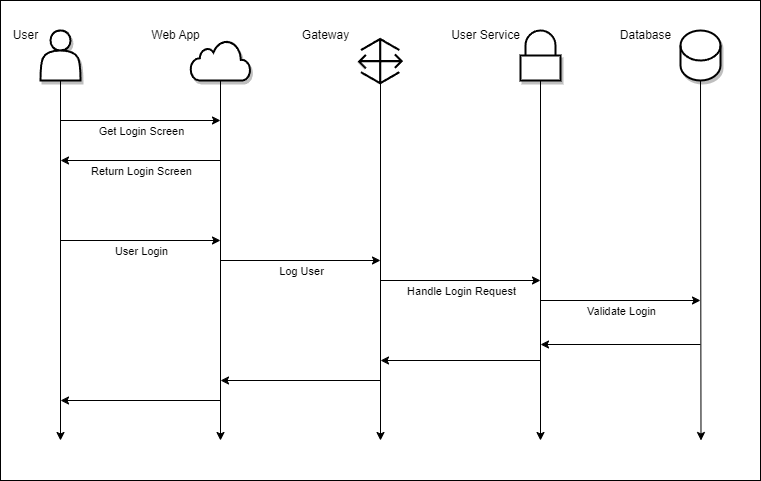 User
Web App
Gateway
User Service
Database
Get Login Screen
Return Login Screen
User Login
Log User
Handle Login Request
Validate Login